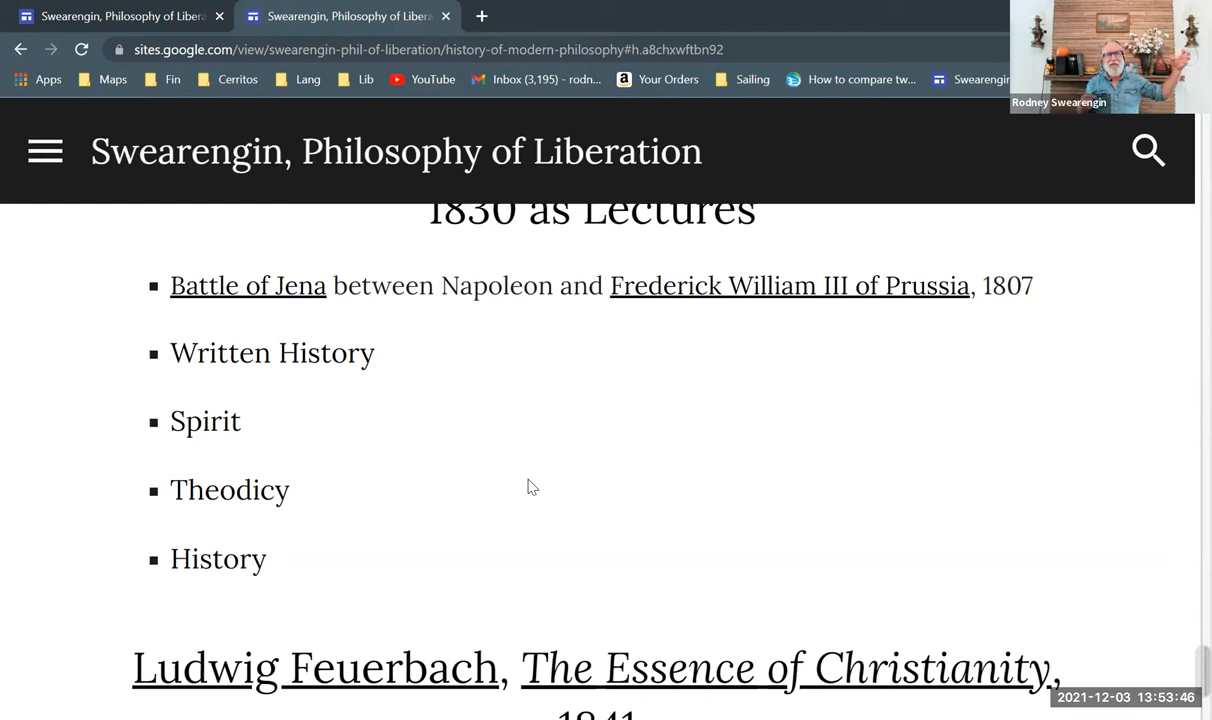 Swearengin, Philosophy of Libera
Swearengin, Philosophy of Libera
sites.google.com/view/swearengin-phil-of-liberation/history-of-modern-philosophy#h.a8chxwftbn92
Apps Maps Fin Cerritos Lang Lib YouTube Inbox (3,195) - rodn... Your Orders Sailing How to compare tw... Swearengin
Rodney Swearengin
Swearengin, Philosophy of Liberation
1830 as Lectures
Battle of Jena between Napoleon and Frederick William III of Prussia, 1807
Written History
Spirit
Theodicy
History
Ludwig Feuerbach, The Essence of Christianity,
1841
2021-12-03 13:53:46